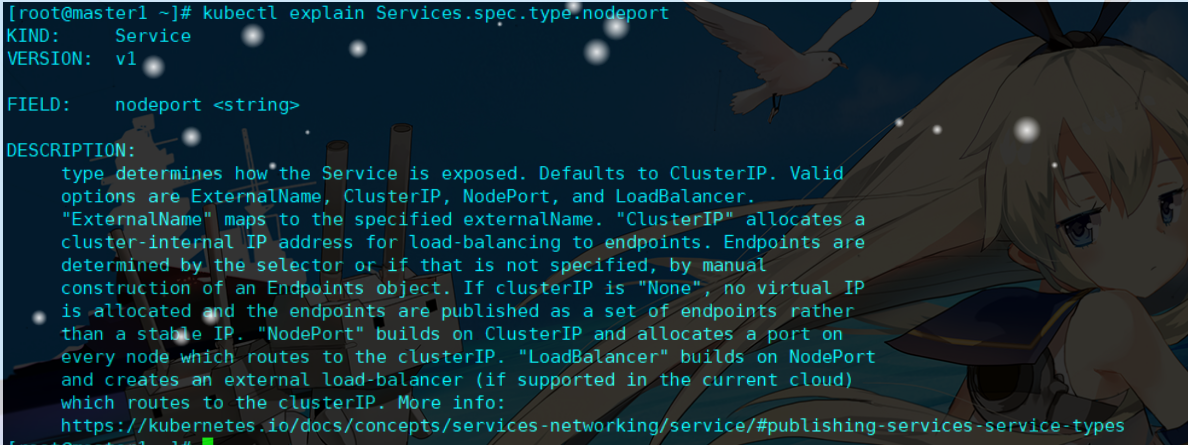 [root@master1 ~]# kubectl explain Services.spec.type.nodeport
KIND:     Service
VERSION:  v1
FIELD:    nodeport <string>
DESCRIPTION:
     type determines how the Service is exposed. Defaults to ClusterIP. Valid
     options are ExternalName, ClusterIP, NodePort, and LoadBalancer.
     "ExternalName" maps to the specified externalName. "ClusterIP" allocates a
     cluster-internal IP address for load-balancing to endpoints. Endpoints are
     determined by the selector or if that is not specified, by manual
     construction of an Endpoints object. If clusterIP is "None", no virtual IP
     is allocated and the endpoints are published as a set of endpoints rather
     than a stable IP. "NodePort" builds on ClusterIP and allocates a port on
     every node which routes to the clusterIP. "LoadBalancer" builds on NodePort
     and creates an external load-balancer (if supported in the current cloud)
     which routes to the clusterIP. More info:
     https://kubernetes.io/docs/concepts/services-networking/service/#publishing-services-service-types
[root@master1 ~]#